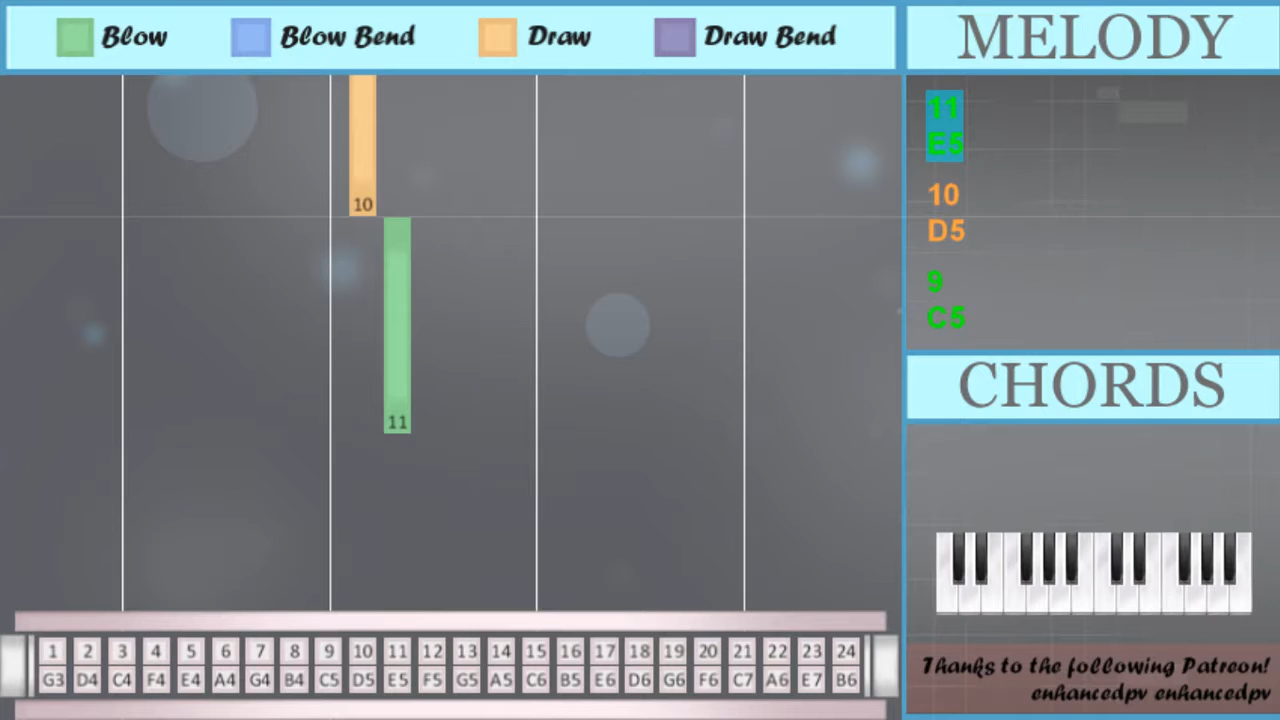 Blow Blow Bend Draw Draw Bend
MELODY
11
E5
10
D5
9
C5
10
11
CHORDS
1 2 3 4 5 6 7 8 9 10 11 12 13 14 15 16 17 18 19 20 21 22 23 24
G3 D4 C4 F4 E4 A4 G4 B4 C5 D5 E5 F5 G5 A5 C6 B5 E6 D6 G6 F6 C7 A6 E7 B6
Thanks to the following Patreon!
enhancedpv enhancedpv